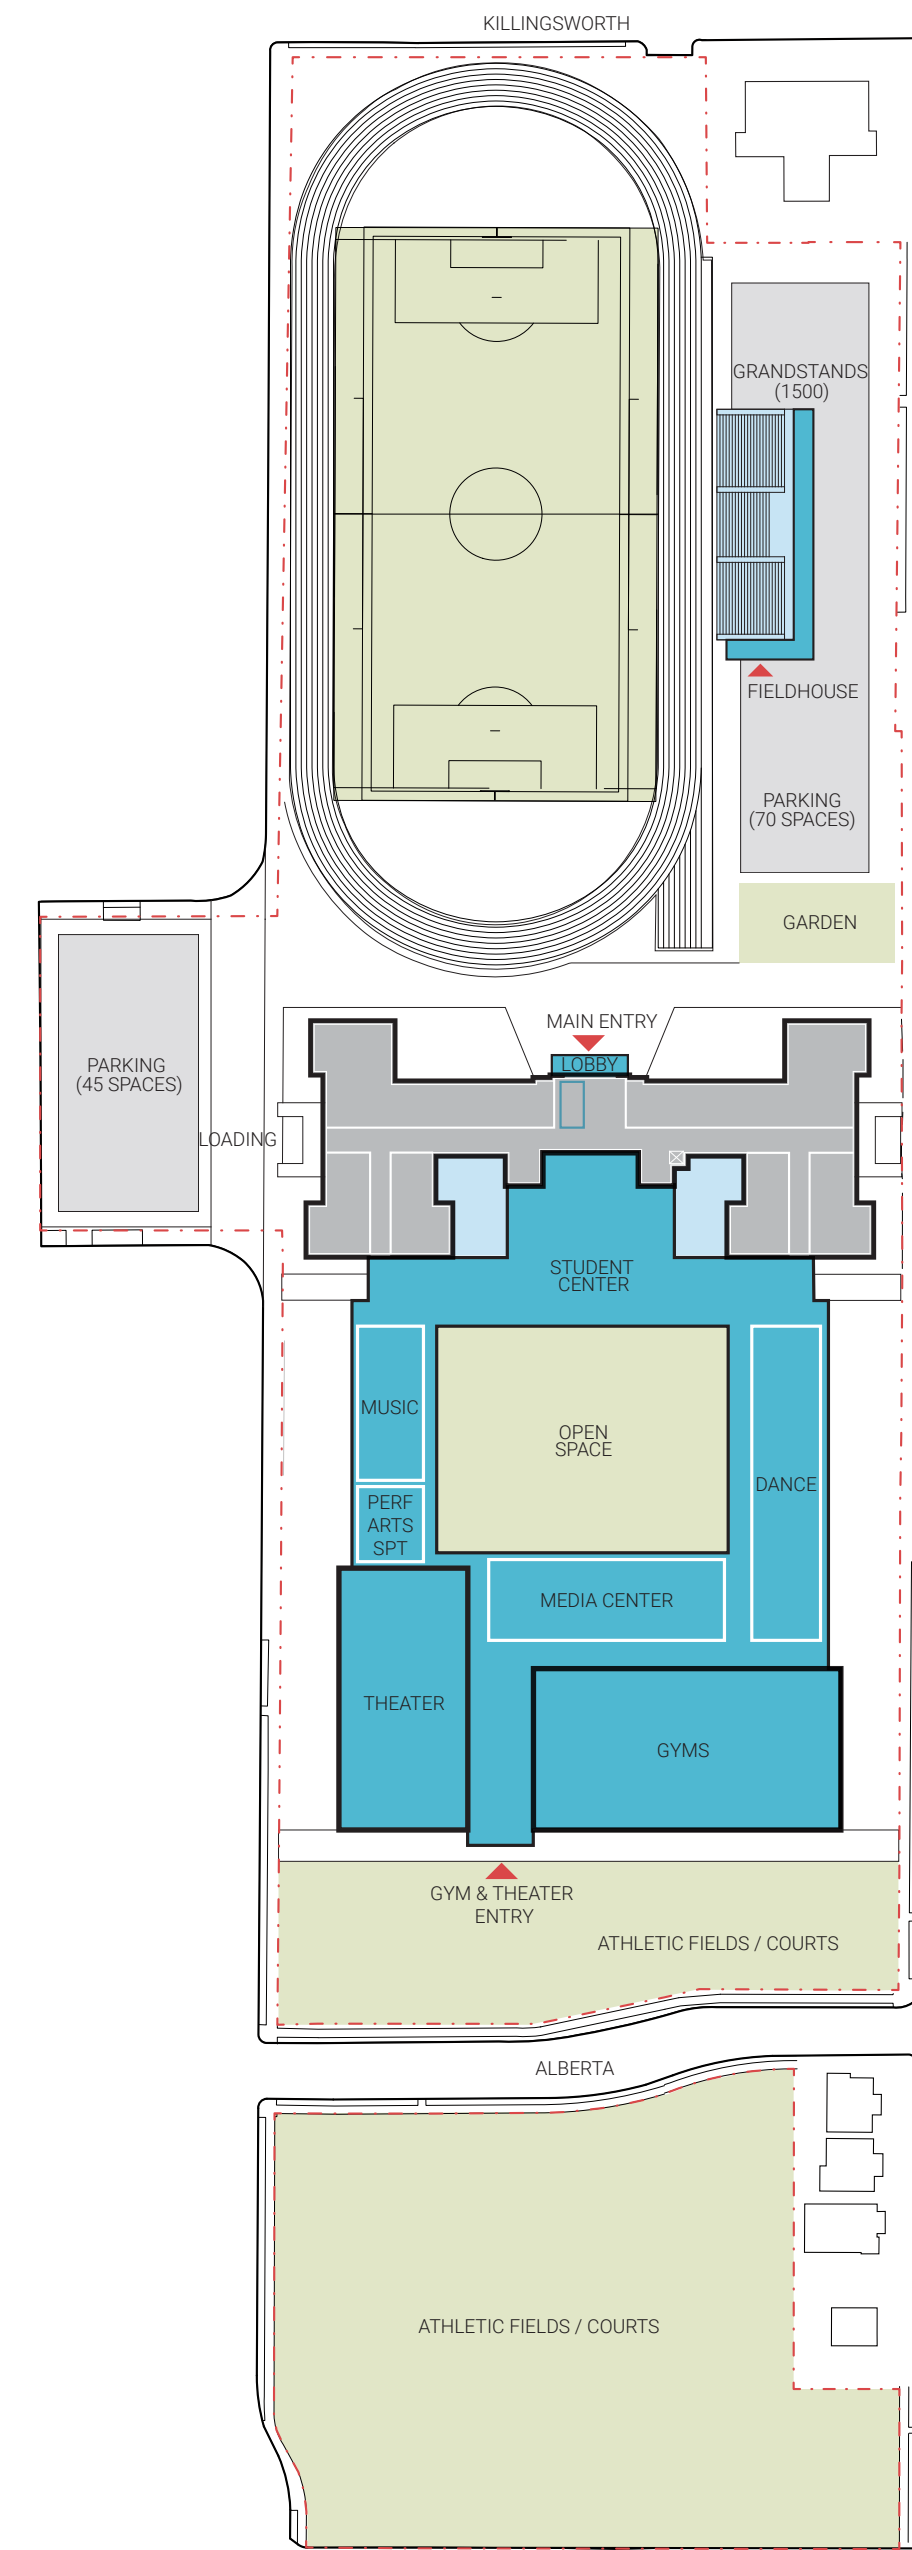 KILLINGSWORTH
GRANDSTANDS
(1500)
FIELDHOUSE
PARKING
(70 SPACES)
GARDEN
MAIN ENTRY
LOBBY
PARKING
(45 SPACES)
LOADING
STUDENT
CENTER
MUSIC
OPEN
SPACE
DANCE
PERF
ARTS
SPT
MEDIA CENTER
THEATER
GYMS
GYM & THEATER
ENTRY
ATHLETIC FIELDS / COURTS
ALBERTA
ATHLETIC FIELDS / COURTS